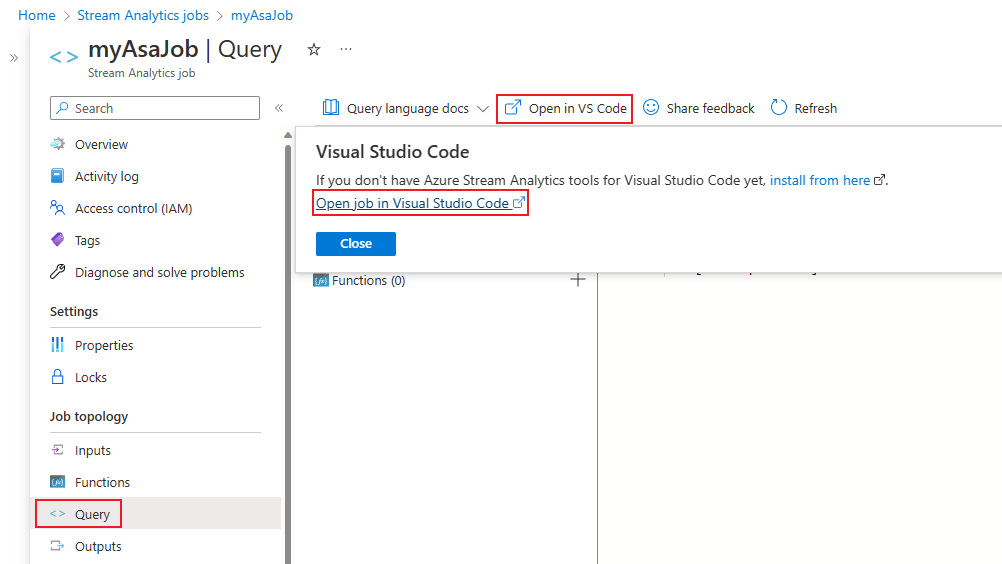 Home > Stream Analytics jobs > myAsaJob
myAsaJob | Query
Stream Analytics job
Search
Query language docs
Open in VS Code
Share feedback
Refresh
Overview
Activity log
Access control (IAM)
Tags
Diagnose and solve problems
Settings
Properties
Locks
Job topology
Inputs
Functions
Query
Outputs
Visual Studio Code
If you don't have Azure Stream Analytics tools for Visual Studio Code yet, install from here.
Open job in Visual Studio Code
Close
Functions (0)